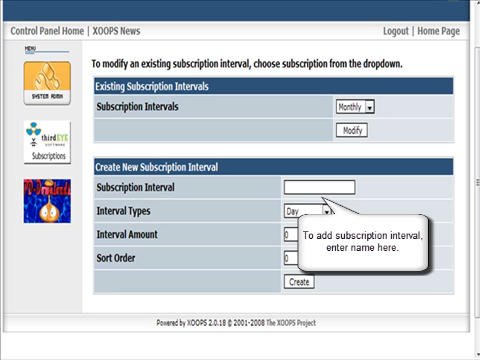 Control Panel Home | XOOPS News
Logout | Home Page
MENU
SYSTEM ADMIN
thirdEYE
SOFTWARE
Subscriptions
PD-Downloads
To modify an existing subscription interval, choose subscription from the dropdown.
Existing Subscription Intervals
Subscription Intervals
Monthly
Modify
Create New Subscription Interval
Subscription Interval
Interval Types
Day
To add subscription interval,
enter name here.
Interval Amount
0
Sort Order
0
Create
Powered by XOOPS 2.0.18 © 2001-2008 The XOOPS Project